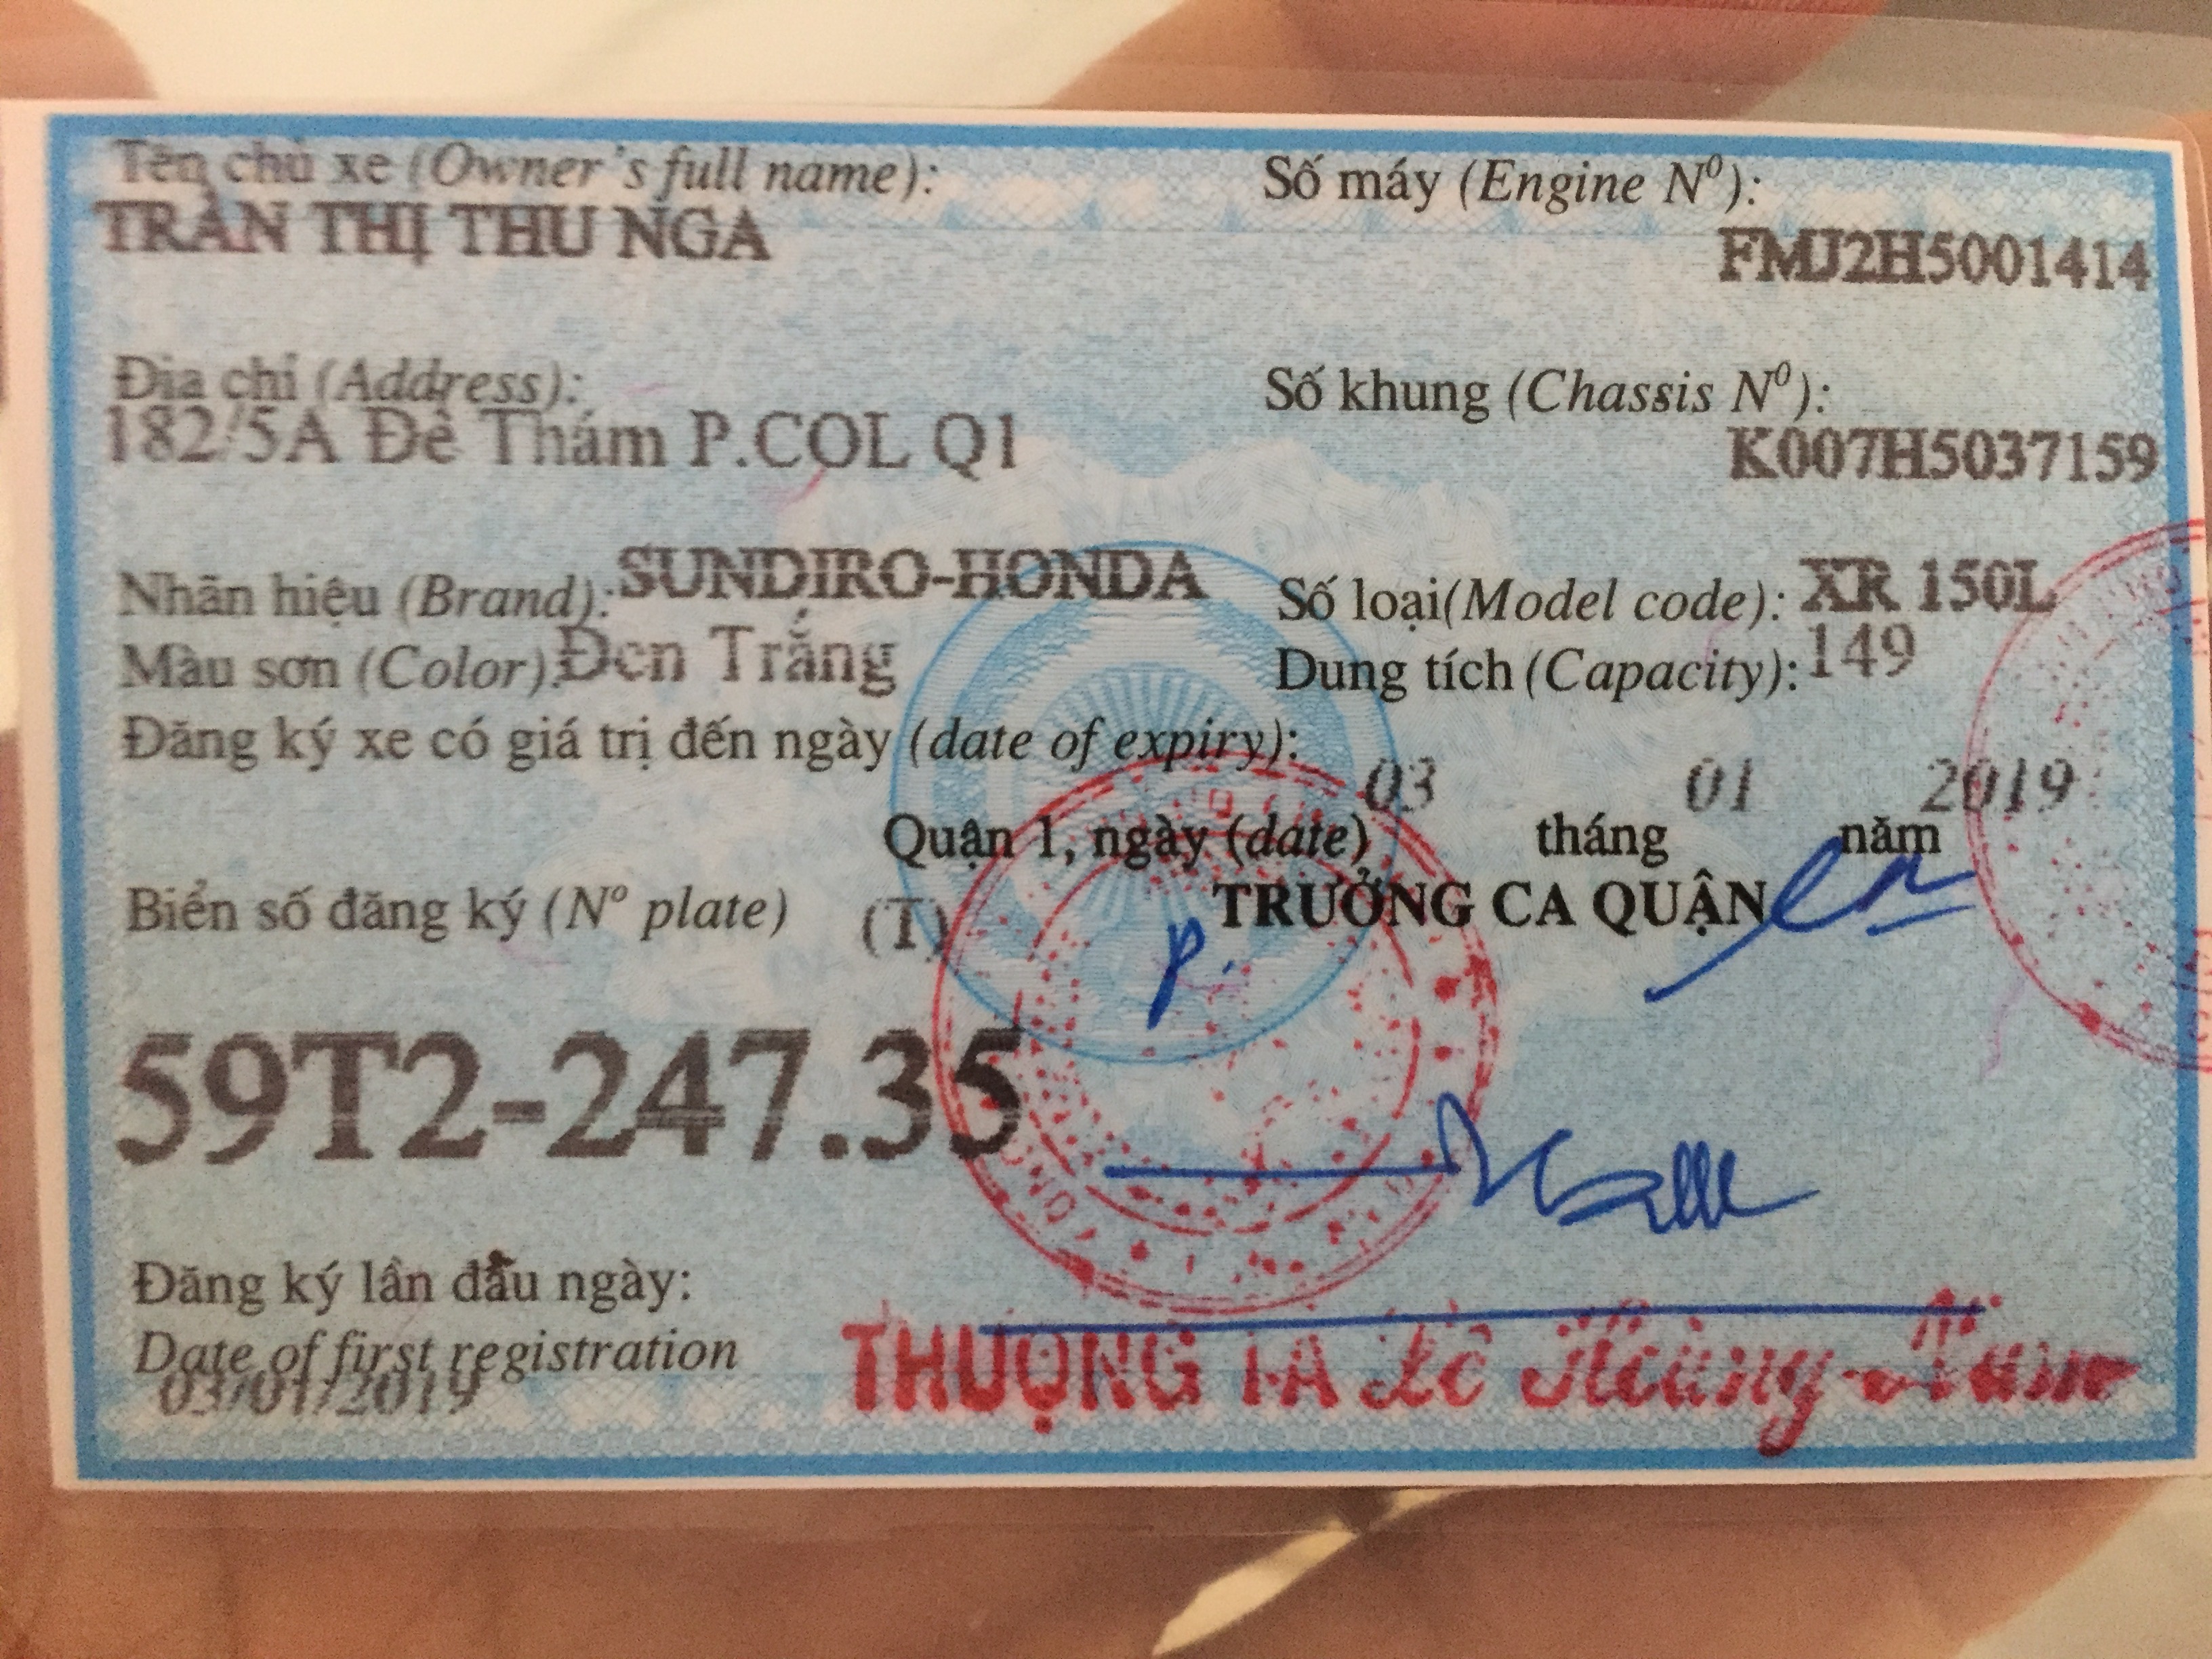 Tên chủ xe (Owner's full name): Số máy (Engine Nº):
TRẦN THỊ THU NGA FMJ2H5001414
Địa chỉ (Address): Số khung (Chassis Nº):
182/5A Đề Thám P.COL Q1 K007H5037159
Nhãn hiệu (Brand): SUNDIRO-HONDA Số loại (Model code): XR 150L
Màu sơn (Color): Đen Trắng Dung tích (Capacity): 149
Đăng ký xe có giá trị đến ngày (date of expiry):
Quận 1, ngày (date) 03 tháng 01 năm 2019
Biển số đăng ký (Nº plate) (T) TRƯỞNG CA QUẬN
59T2-247.35
Đăng ký lần đầu ngày:
Date of first registration
03/01/2019
THƯỢNG TÁ